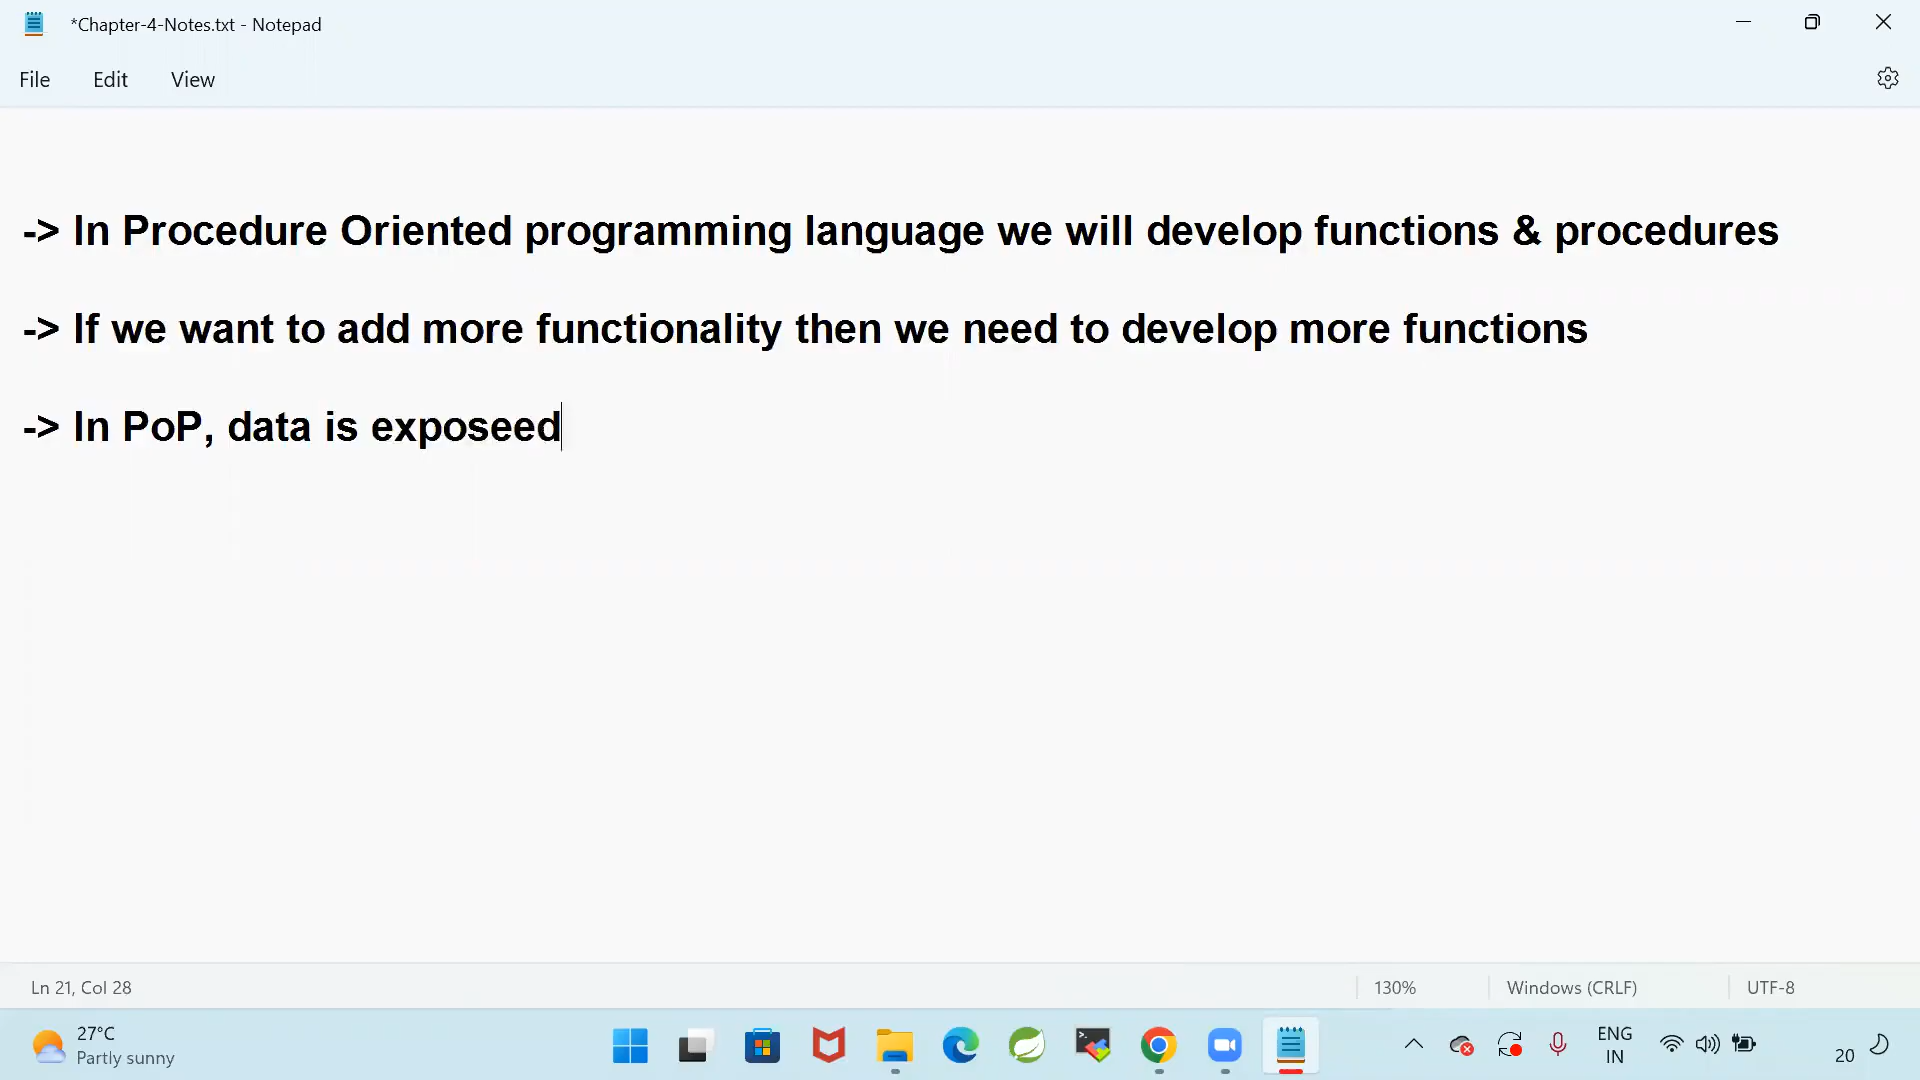 *Chapter-4-Notes.txt - Notepad
File Edit View
-> In Procedure Oriented programming language we will develop functions & procedures
-> If we want to add more functionality then we need to develop more functions
-> In PoP, data is exposeed
Ln 21, Col 28 130% Windows (CRLF) UTF-8
27°C
Partly sunny
ENG
IN
20